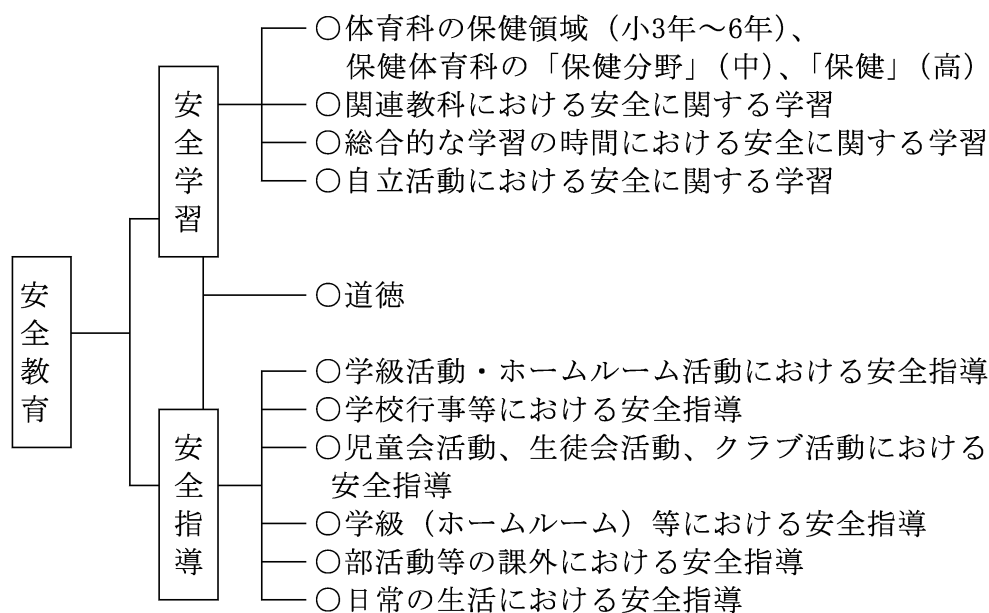 安全教育
安全学習
○体育科の保健領域（小3年～6年）、
保健体育科の「保健分野」（中）、「保健」（高）
○関連教科における安全に関する学習
○総合的な学習の時間における安全に関する学習
○自立活動における安全に関する学習
○道徳
安全指導
○学級活動・ホームルーム活動における安全指導
○学校行事等における安全指導
○児童会活動、生徒会活動、クラブ活動における
安全指導
○学級（ホームルーム）等における安全指導
○部活動等の課外における安全指導
○日常の生活における安全指導